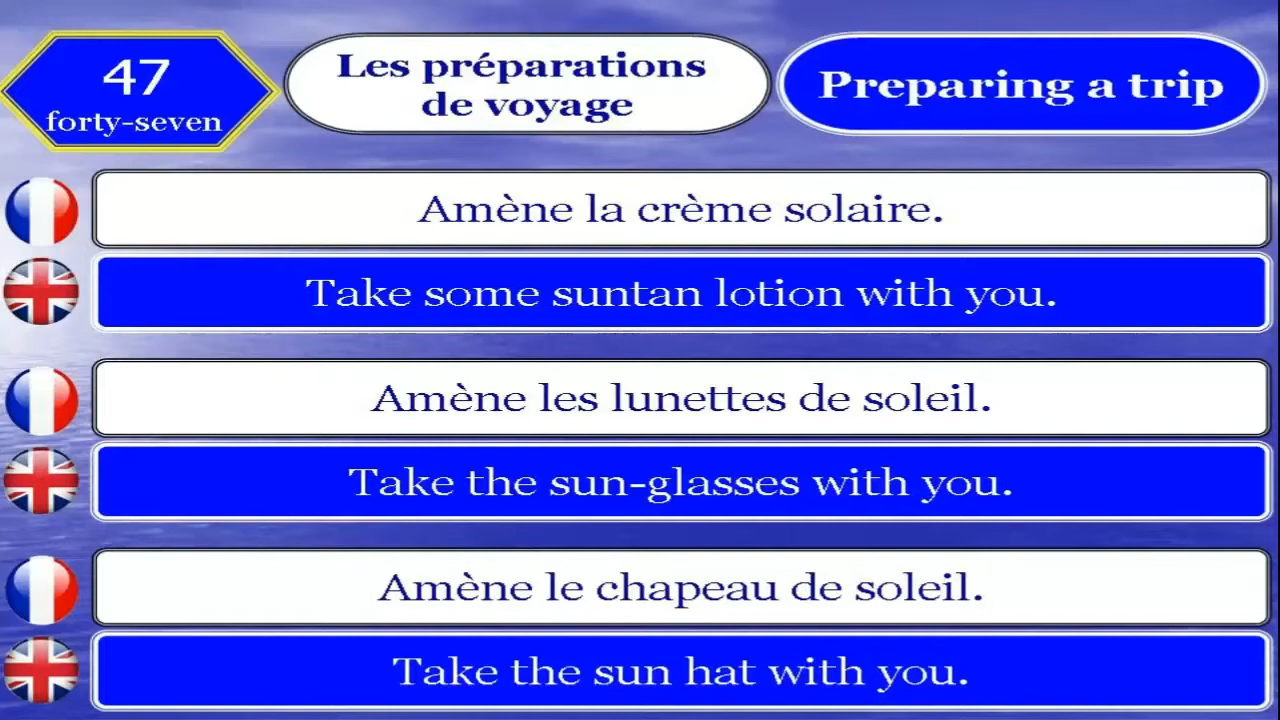 47
forty-seven
Les préparations
de voyage
Preparing a trip
Amène la crème solaire.
Take some suntan lotion with you.
Amène les lunettes de soleil.
Take the sun-glasses with you.
Amène le chapeau de soleil.
Take the sun hat with you.